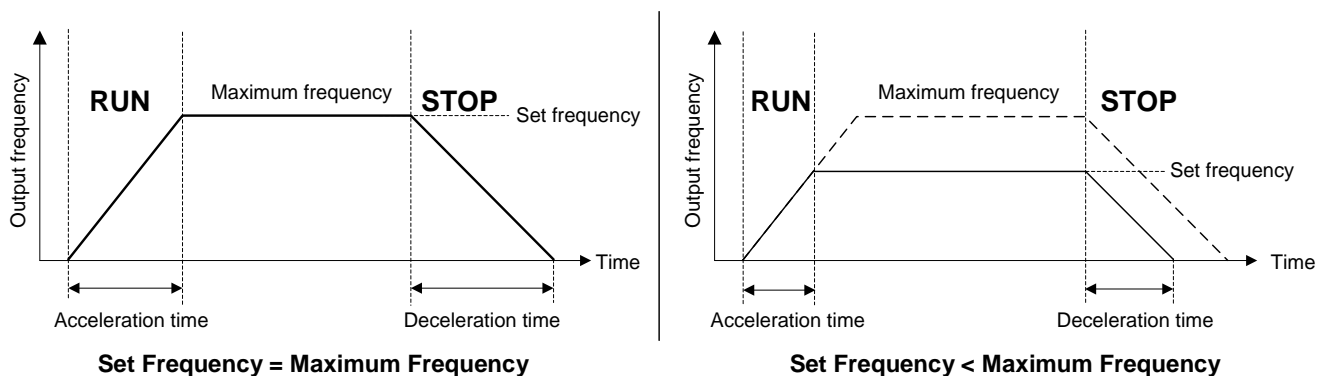 Output frequency
RUN
Maximum frequency
STOP
Set frequency
Time
Acceleration time
Deceleration time
Set Frequency = Maximum Frequency
Output frequency
RUN
Maximum frequency
STOP
Set frequency
Time
Acceleration time
Deceleration time
Set Frequency < Maximum Frequency